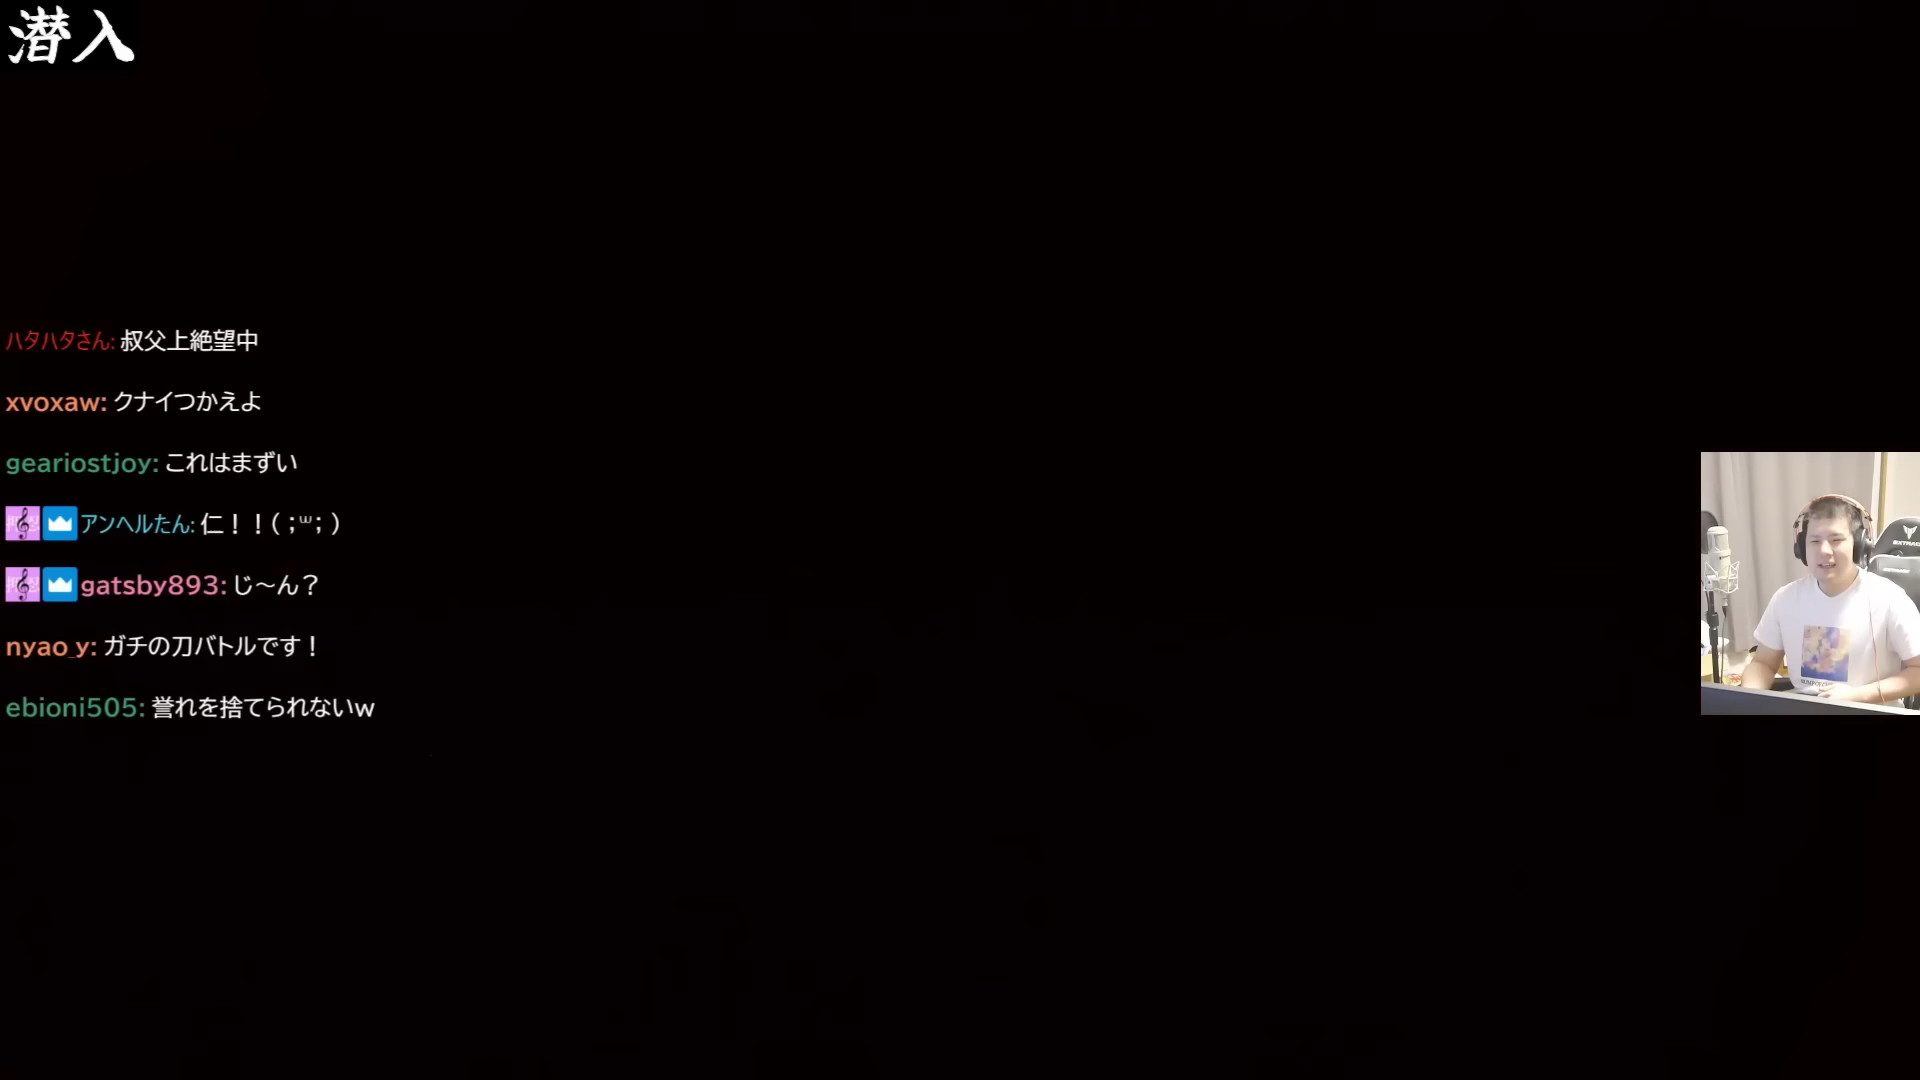 潜入
ハタハタさん: 叔父上絶望中
xvoxaw: クナイつかえよ
geariostjoy: これはまずい
アンヘルたん: 仁！！( ;ʷ; )
gatsby893: じ～ん？
nyao_y: ガチの刀バトルです！
ebioni505: 誉れを捨てられないw